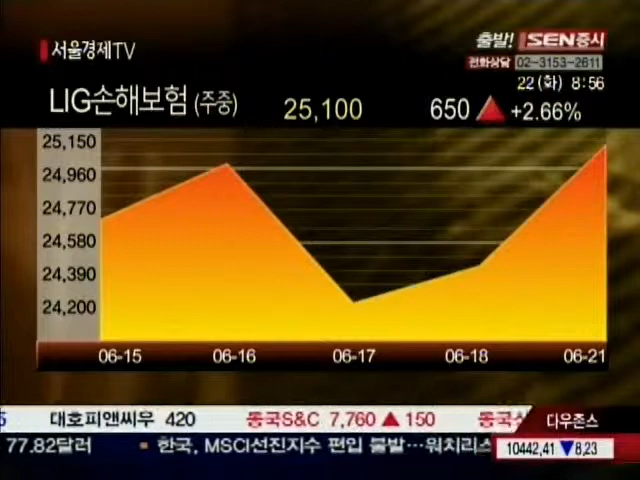 서울경제TV
출발! SEN증시
전화상담 02-3153-2611
22(화) 8:56
LIG손해보험 (주중) 25,100 650 ▲ +2.66%
25,150
24,960
24,770
24,580
24,390
24,200
06-15 06-16 06-17 06-18 06-21
대호피앤씨우 420 동국S&C 7,760 ▲ 150
다우존스
77.82달러 ▪ 한국, MSCI선진지수 편입 불발…워치리스
10442,41 ▼8,23